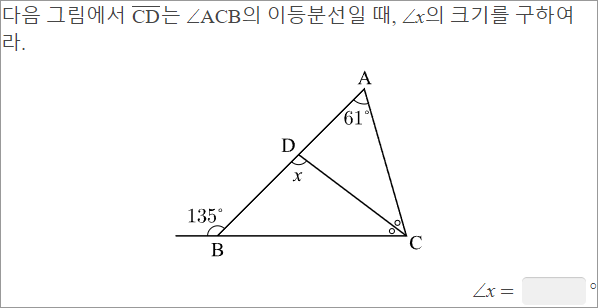 다음 그림에서 CD는 ∠ACB의 이등분선일 때, ∠x의 크기를 구하여
라.
A
61°
D
x
135°
B
C
∠x = °